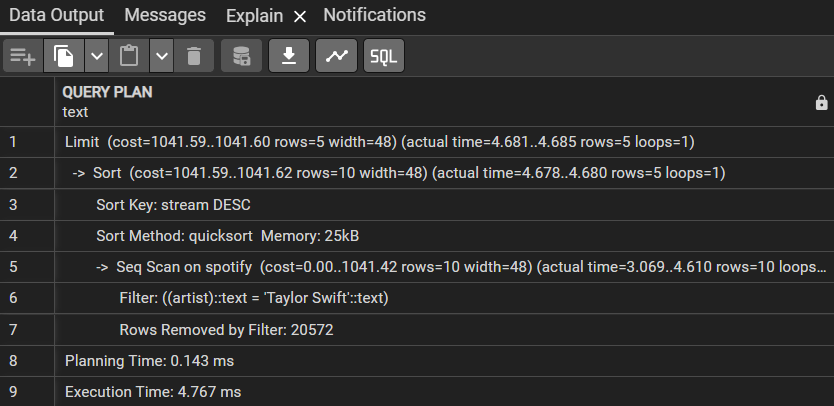 Data Output Messages Explain Notifications
SQL
QUERY PLAN
text
1 Limit (cost=1041.59..1041.60 rows=5 width=48) (actual time=4.681..4.685 rows=5 loops=1)
2 -> Sort (cost=1041.59..1041.62 rows=10 width=48) (actual time=4.678..4.680 rows=5 loops=1)
3 Sort Key: stream DESC
4 Sort Method: quicksort Memory: 25kB
5 -> Seq Scan on spotify (cost=0.00..1041.42 rows=10 width=48) (actual time=3.069..4.610 rows=10 loops...
6 Filter: ((artist)::text = 'Taylor Swift'::text)
7 Rows Removed by Filter: 20572
8 Planning Time: 0.143 ms
9 Execution Time: 4.767 ms